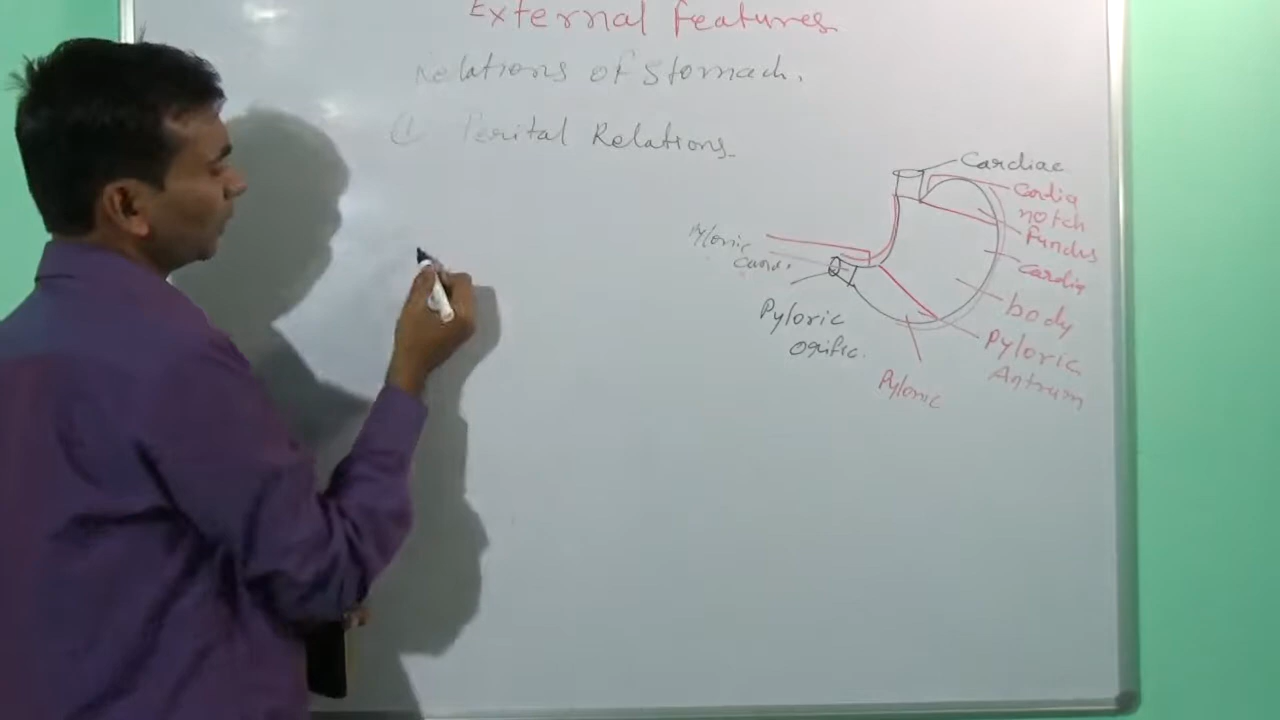 External features
Relations of Stomach.
(1 Perital Relations.
Cardiac
Cardia
notch
fundus
Cardia
body
Pyloric
Antrum
Pyloric
Pyloric
Orific.
Pyloric
Canal.